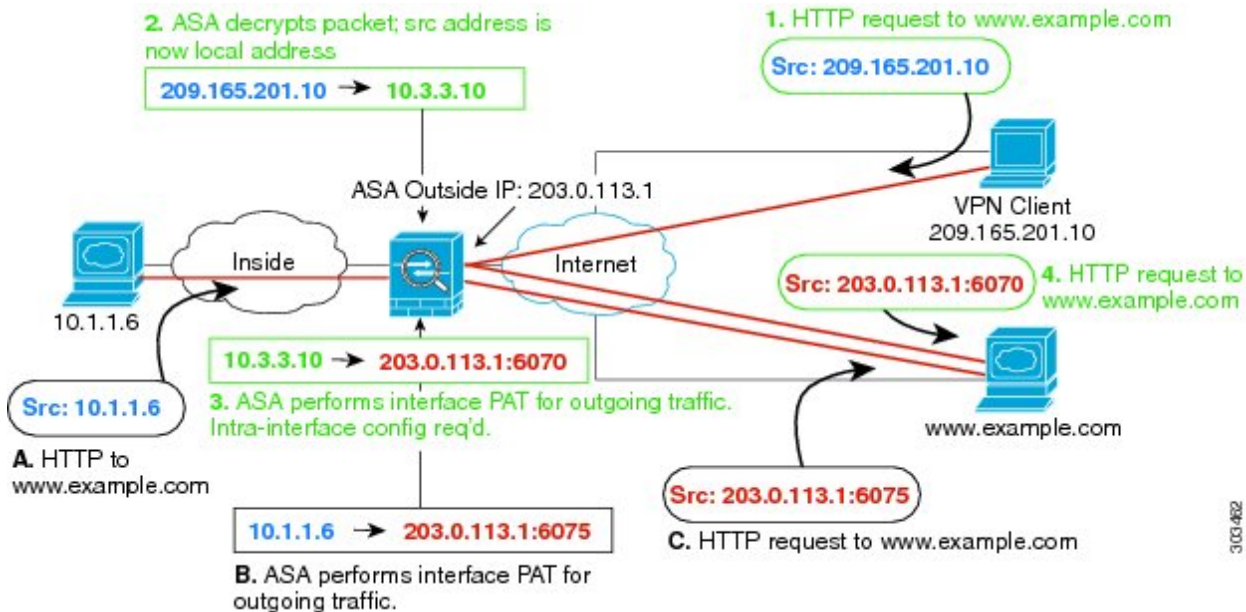 2. ASA decrypts packet; src address is
now local address
209.165.201.10 → 10.3.3.10
1. HTTP request to www.example.com
Src: 209.165.201.10
ASA Outside IP: 203.0.113.1
VPN Client
209.165.201.10
Inside
Internet
10.1.1.6
Src: 203.0.113.1:6070
4. HTTP request to
www.example.com
10.3.3.10 → 203.0.113.1:6070
3. ASA performs interface PAT for outgoing traffic.
Intra-interface config req'd.
Src: 10.1.1.6
A. HTTP to
www.example.com
www.example.com
Src: 203.0.113.1:6075
C. HTTP request to www.example.com
10.1.1.6 → 203.0.113.1:6075
B. ASA performs interface PAT for
outgoing traffic.
303462